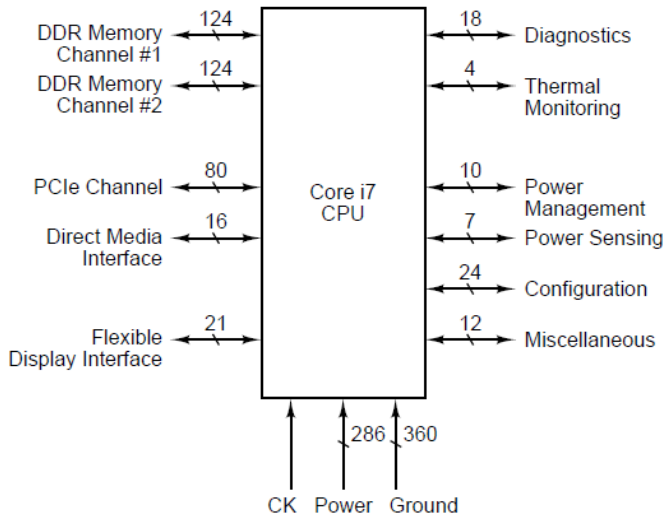 124
DDR Memory
Channel #1
124
DDR Memory
Channel #2
80
PCIe Channel
16
Direct Media
Interface
21
Flexible
Display Interface
Core i7
CPU
18
Diagnostics
4
Thermal
Monitoring
10
Power
Management
7
Power Sensing
24
Configuration
12
Miscellaneous
286 360
CK Power Ground